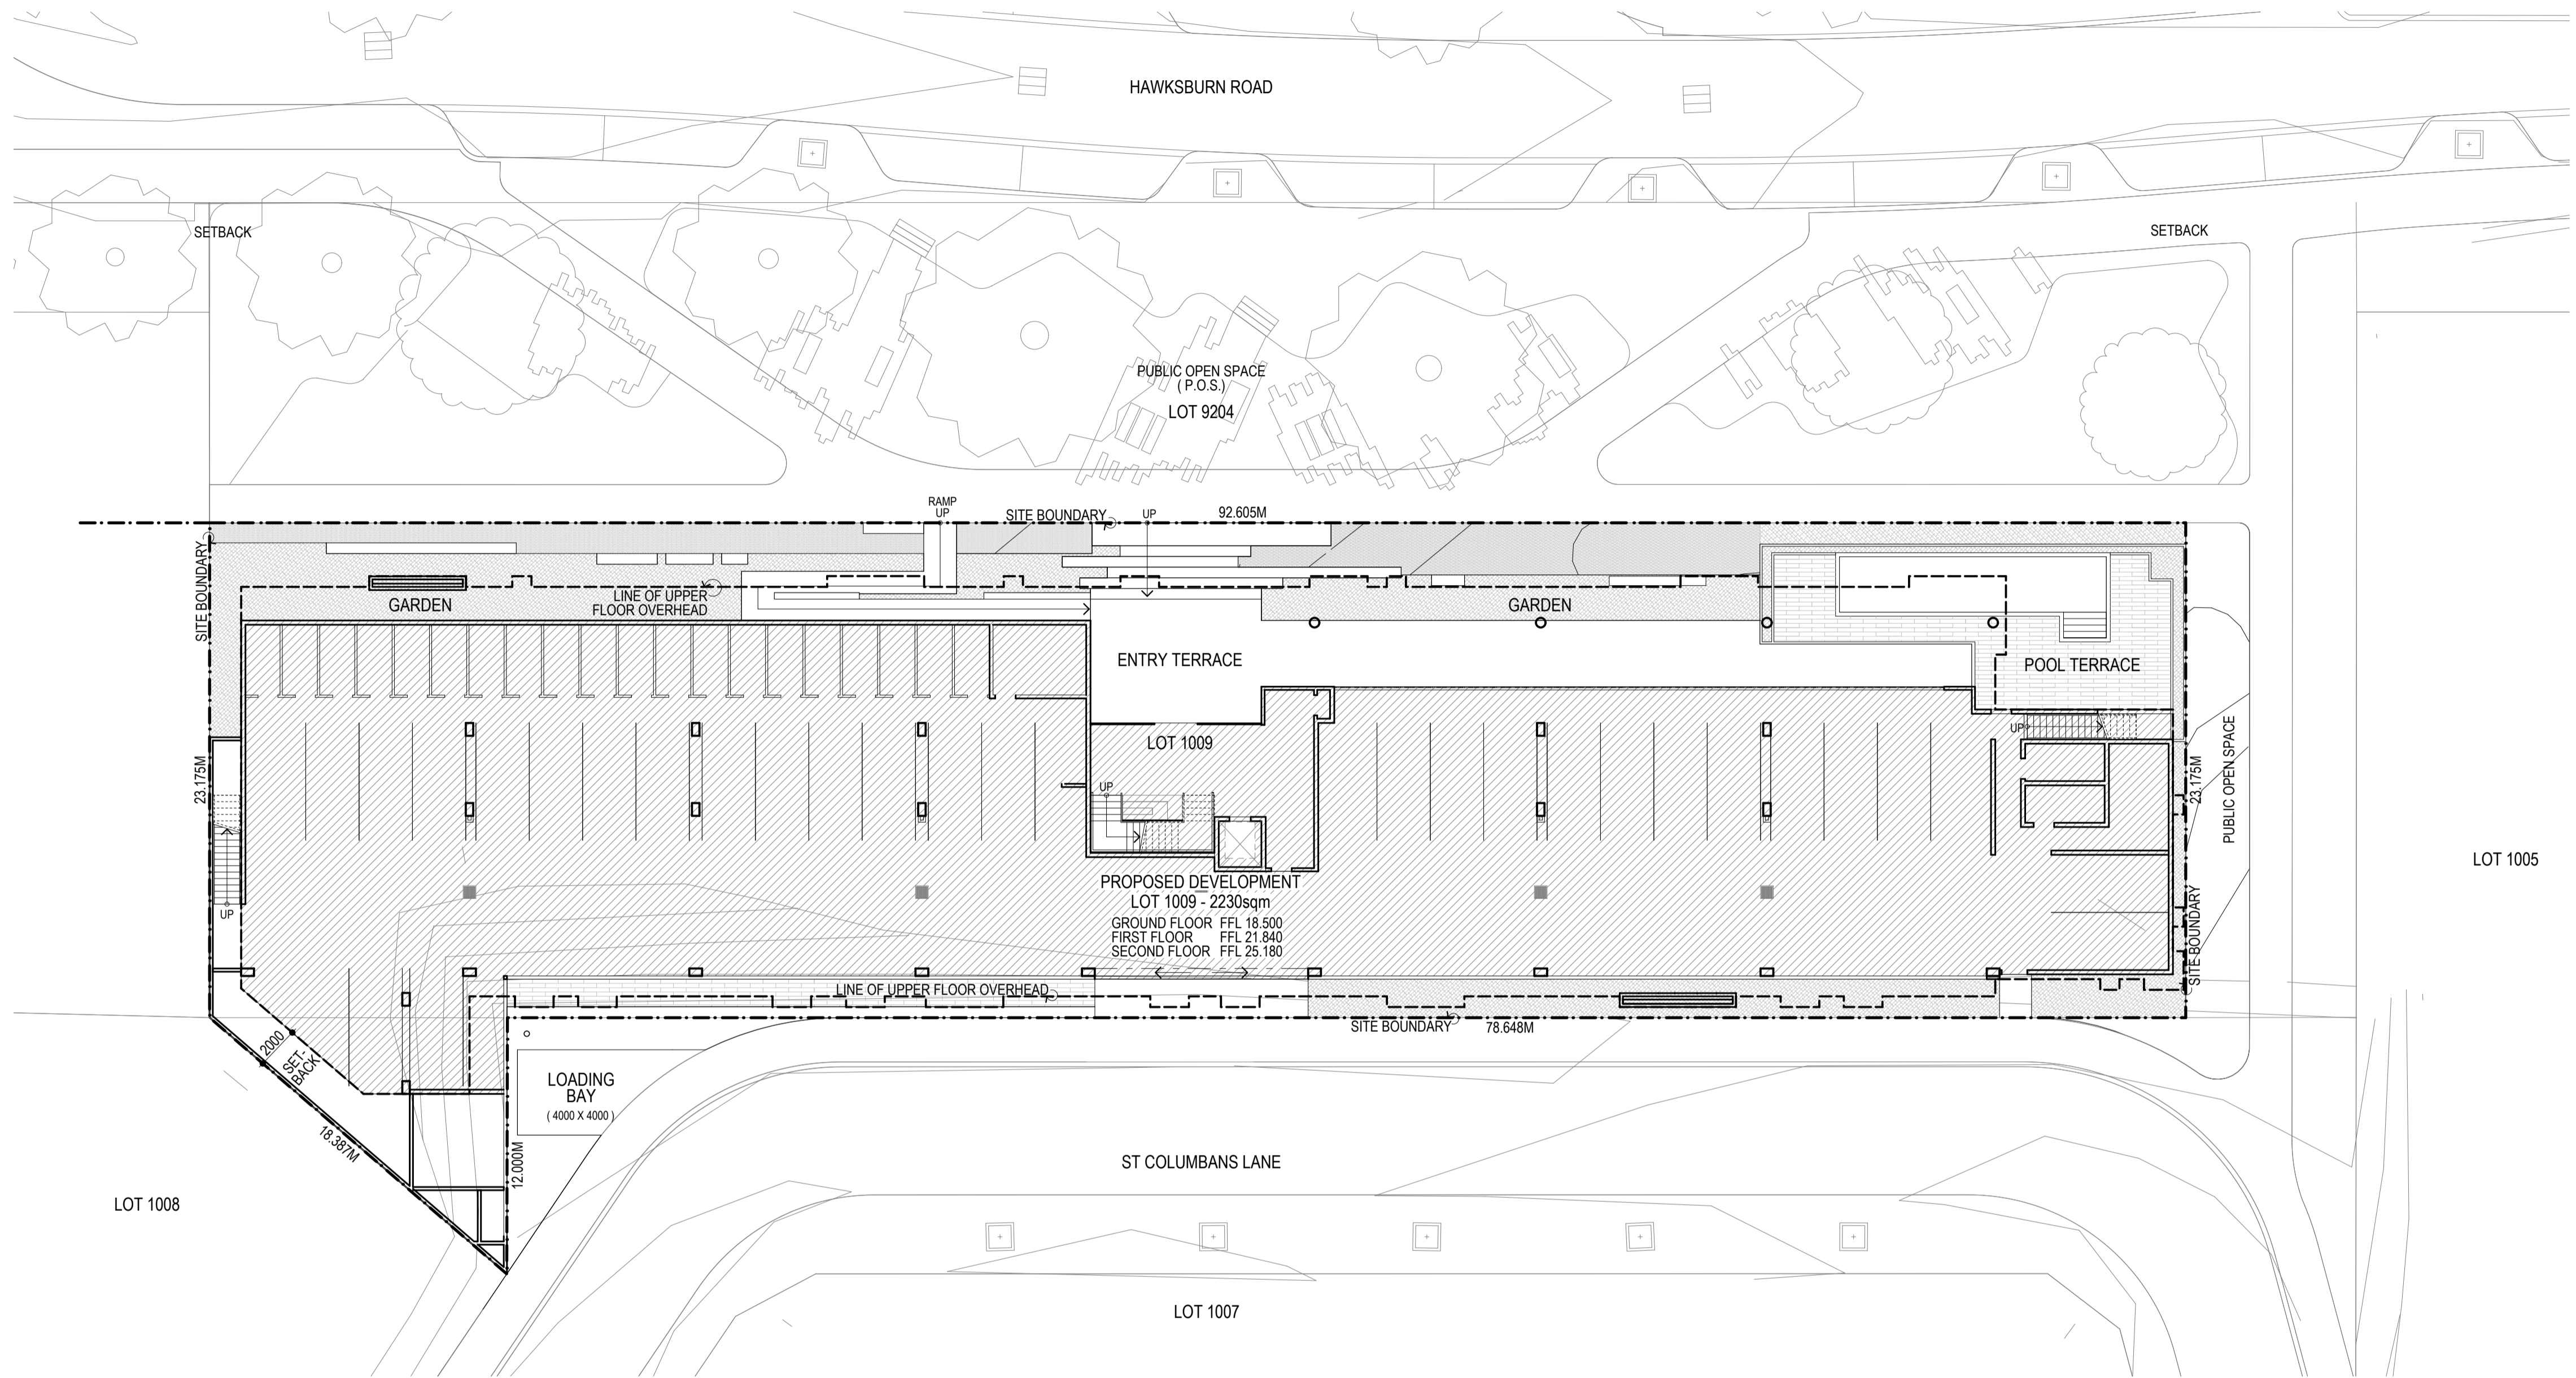 HAWKSBURN ROAD
SETBACK
SETBACK
PUBLIC OPEN SPACE
( P.O.S.)
LOT 9204
RAMP
UP
SITE BOUNDARY
UP
92.605M
SITE BOUNDARY
LINE OF UPPER
FLOOR OVERHEAD
GARDEN
GARDEN
ENTRY TERRACE
POOL TERRACE
UP
LOT 1009
23.175M
UP
23.175M
PUBLIC OPEN SPACE
LOT 1005
UP
PROPOSED DEVELOPMENT
LOT 1009 - 2230sqm
GROUND FLOOR FFL 18.500
FIRST FLOOR FFL 21.840
SECOND FLOOR FFL 25.180
SITE BOUNDARY
LINE OF UPPER FLOOR OVERHEAD
SITE BOUNDARY
78.648M
2000
SET-
BACK
LOADING
BAY
( 4000 X 4000 )
18.387M
12.000M
ST COLUMBANS LANE
LOT 1008
LOT 1007